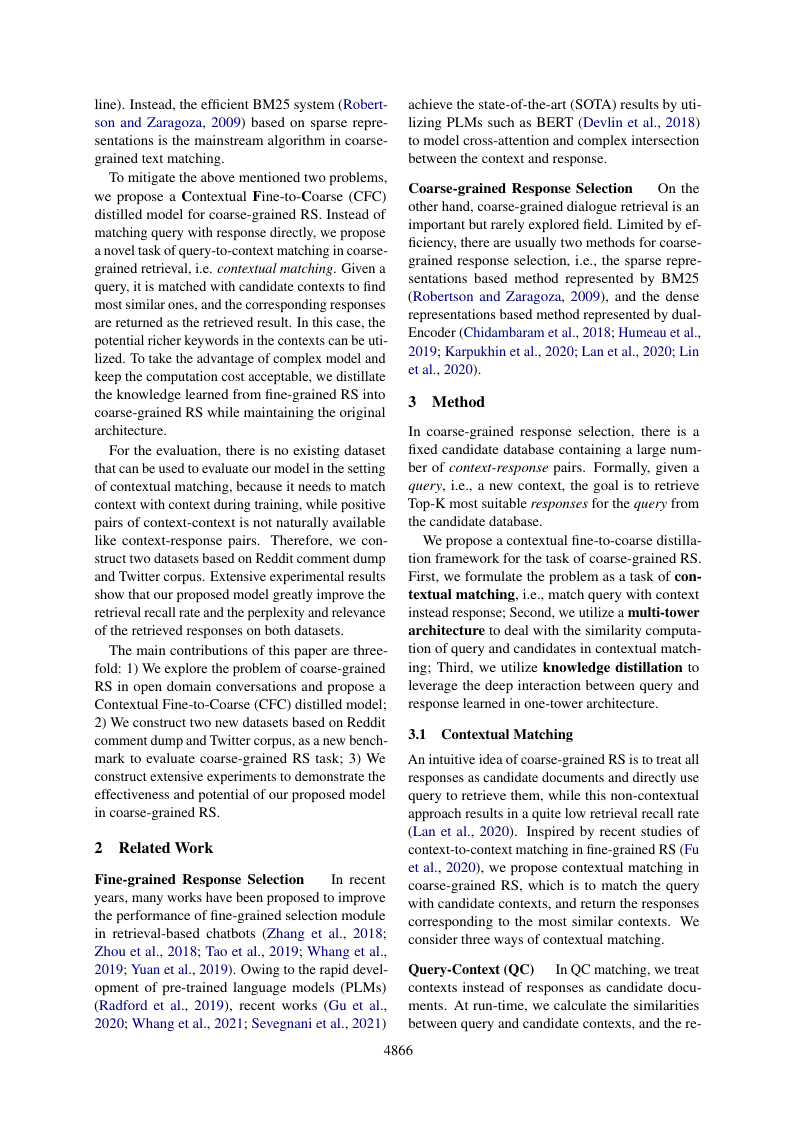 line). Instead, the efficient BM25 system (Robert-
son and Zaragoza, 2009) based on sparse repre-
sentations is the mainstream algorithm in coarse-
grained text matching.
To mitigate the above mentioned two problems,
we propose a Contextual Fine-to-Coarse (CFC)
distilled model for coarse-grained RS. Instead of
matching query with response directly, we propose
a novel task of query-to-context matching in coarse-
grained retrieval, i.e. contextual matching. Given a
query, it is matched with candidate contexts to find
most similar ones, and the corresponding responses
are returned as the retrieved result. In this case, the
potential richer keywords in the contexts can be uti-
lized. To take the advantage of complex model and
keep the computation cost acceptable, we distillate
the knowledge learned from fine-grained RS into
coarse-grained RS while maintaining the original
architecture.
For the evaluation, there is no existing dataset
that can be used to evaluate our model in the setting
of contextual matching, because it needs to match
context with context during training, while positive
pairs of context-context is not naturally available
like context-response pairs. Therefore, we con-
struct two datasets based on Reddit comment dump
and Twitter corpus. Extensive experimental results
show that our proposed model greatly improve the
retrieval recall rate and the perplexity and relevance
of the retrieved responses on both datasets.
The main contributions of this paper are three-
fold: 1) We explore the problem of coarse-grained
RS in open domain conversations and propose a
Contextual Fine-to-Coarse (CFC) distilled model;
2) We construct two new datasets based on Reddit
comment dump and Twitter corpus, as a new bench-
mark to evaluate coarse-grained RS task; 3) We
construct extensive experiments to demonstrate the
effectiveness and potential of our proposed model
in coarse-grained RS.
2 Related Work
Fine-grained Response Selection In recent
years, many works have been proposed to improve
the performance of fine-grained selection module
in retrieval-based chatbots (Zhang et al., 2018;
Zhou et al., 2018; Tao et al., 2019; Whang et al.,
2019; Yuan et al., 2019). Owing to the rapid devel-
opment of pre-trained language models (PLMs)
(Radford et al., 2019), recent works (Gu et al.,
2020; Whang et al., 2021; Sevegnani et al., 2021)
achieve the state-of-the-art (SOTA) results by uti-
lizing PLMs such as BERT (Devlin et al., 2018)
to model cross-attention and complex intersection
between the context and response.
Coarse-grained Response Selection On the
other hand, coarse-grained dialogue retrieval is an
important but rarely explored field. Limited by ef-
ficiency, there are usually two methods for coarse-
grained response selection, i.e., the sparse repre-
sentations based method represented by BM25
(Robertson and Zaragoza, 2009), and the dense
representations based method represented by dual-
Encoder (Chidambaram et al., 2018; Humeau et al.,
2019; Karpukhin et al., 2020; Lan et al., 2020; Lin
et al., 2020).
3 Method
In coarse-grained response selection, there is a
fixed candidate database containing a large num-
ber of context-response pairs. Formally, given a
query, i.e., a new context, the goal is to retrieve
Top-K most suitable responses for the query from
the candidate database.
We propose a contextual fine-to-coarse distilla-
tion framework for the task of coarse-grained RS.
First, we formulate the problem as a task of con-
textual matching, i.e., match query with context
instead response; Second, we utilize a multi-tower
architecture to deal with the similarity computa-
tion of query and candidates in contextual match-
ing; Third, we utilize knowledge distillation to
leverage the deep interaction between query and
response learned in one-tower architecture.
3.1 Contextual Matching
An intuitive idea of coarse-grained RS is to treat all
responses as candidate documents and directly use
query to retrieve them, while this non-contextual
approach results in a quite low retrieval recall rate
(Lan et al., 2020). Inspired by recent studies of
context-to-context matching in fine-grained RS (Fu
et al., 2020), we propose contextual matching in
coarse-grained RS, which is to match the query
with candidate contexts, and return the responses
corresponding to the most similar contexts. We
consider three ways of contextual matching.
Query-Context (QC) In QC matching, we treat
contexts instead of responses as candidate docu-
ments. At run-time, we calculate the similarities
between query and candidate contexts, and the re-
4866